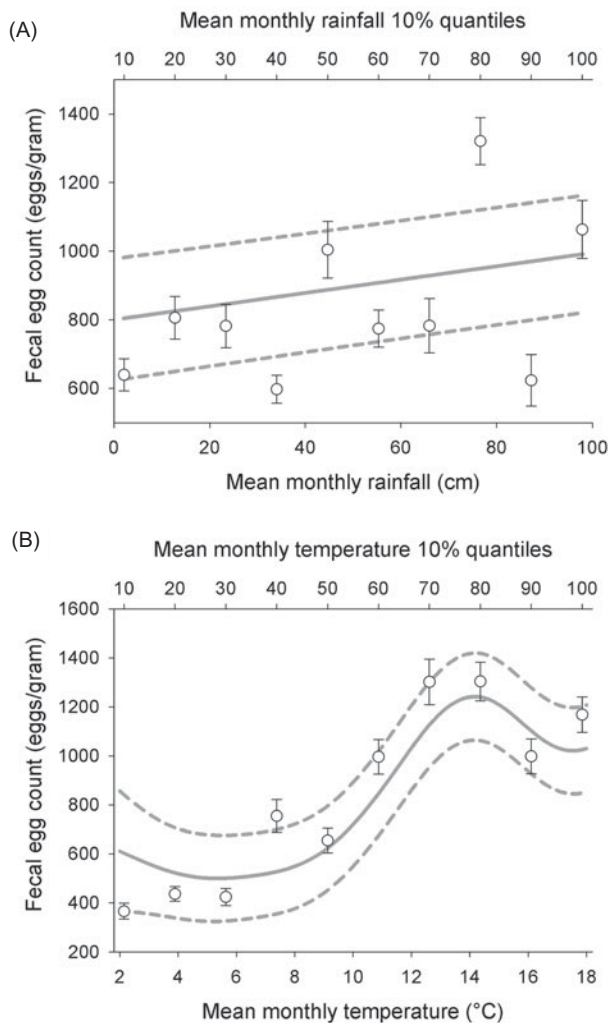 (A)
Mean monthly rainfall 10% quantiles
10 20 30 40 50 60 70 80 90 100
1400
1200
1000
800
600
Fecal egg count (eggs/gram)
0 20 40 60 80 100
Mean monthly rainfall (cm)
(B)
Mean monthly temperature 10% quantiles
10 20 30 40 50 60 70 80 90 100
1600
1400
1200
1000
800
600
400
200
Fecal egg count (eggs/gram)
2 4 6 8 10 12 14 16 18
Mean monthly temperature (°C)